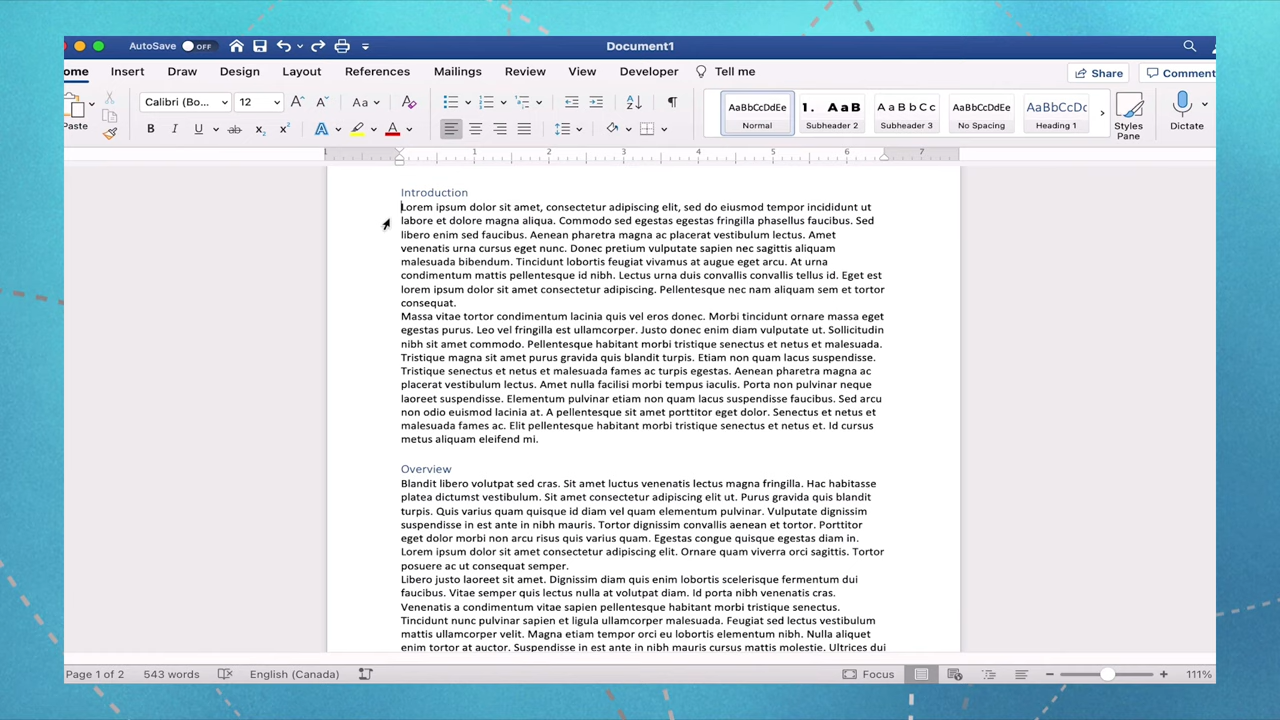 AutoSave OFF Document1
ome Insert Draw Design Layout References Mailings Review View Developer Tell me Share Comment
Paste Calibri (Bo... 12 Aa AaBbCcDdEe 1. AaB AaBbCc AaBbCcDdEe AaBbCcDc
B I U ab x₂ x² A A Normal Subheader 2 Subheader 3 No Spacing Heading 1 Styles Pane Dictate
1 1 2 3 4 5 6 7
Introduction
Lorem ipsum dolor sit amet, consectetur adipiscing elit, sed do eiusmod tempor incididunt ut
labore et dolore magna aliqua. Commodo sed egestas egestas fringilla phasellus faucibus. Sed
libero enim sed faucibus. Aenean pharetra magna ac placerat vestibulum lectus. Amet
venenatis urna cursus eget nunc. Donec pretium vulputate sapien nec sagittis aliquam
malesuada bibendum. Tincidunt lobortis feugiat vivamus at augue eget arcu. At urna
condimentum mattis pellentesque id nibh. Lectus urna duis convallis convallis tellus id. Eget est
lorem ipsum dolor sit amet consectetur adipiscing. Pellentesque nec nam aliquam sem et tortor
consequat.
Massa vitae tortor condimentum lacinia quis vel eros donec. Morbi tincidunt ornare massa eget
egestas purus. Leo vel fringilla est ullamcorper. Justo donec enim diam vulputate ut. Sollicitudin
nibh sit amet commodo. Pellentesque habitant morbi tristique senectus et netus et malesuada.
Tristique magna sit amet purus gravida quis blandit turpis. Etiam non quam lacus suspendisse.
Tristique senectus et netus et malesuada fames ac turpis egestas. Aenean pharetra magna ac
placerat vestibulum lectus. Amet nulla facilisi morbi tempus iaculis. Porta non pulvinar neque
laoreet suspendisse. Elementum pulvinar etiam non quam lacus suspendisse faucibus. Sed arcu
non odio euismod lacinia at. A pellentesque sit amet porttitor eget dolor. Senectus et netus et
malesuada fames ac. Elit pellentesque habitant morbi tristique senectus et netus et. Id cursus
metus aliquam eleifend mi.
Overview
Blandit libero volutpat sed cras. Sit amet luctus venenatis lectus magna fringilla. Hac habitasse
platea dictumst vestibulum. Sit amet consectetur adipiscing elit ut. Purus gravida quis blandit
turpis. Quis varius quam quisque id diam vel quam elementum pulvinar. Vulputate dignissim
suspendisse in est ante in nibh mauris. Tortor dignissim convallis aenean et tortor. Porttitor
eget dolor morbi non arcu risus quis varius quam. Egestas congue quisque egestas diam in.
Lorem ipsum dolor sit amet consectetur adipiscing elit. Ornare quam viverra orci sagittis. Tortor
posuere ac ut consequat semper.
Libero justo laoreet sit amet. Dignissim diam quis enim lobortis scelerisque fermentum dui
faucibus. Vitae semper quis lectus nulla at volutpat diam. Id porta nibh venenatis cras.
Venenatis a condimentum vitae sapien pellentesque habitant morbi tristique senectus.
Tincidunt nunc pulvinar sapien et ligula ullamcorper malesuada. Feugiat sed lectus vestibulum
mattis ullamcorper velit. Magna etiam tempor orci eu lobortis elementum nibh. Nulla aliquet
enim tortor at auctor. Suspendisse in nibh mauris cursus mattis molestie. Ultrices dui
Page 1 of 2 543 words English (Canada) Focus 111%